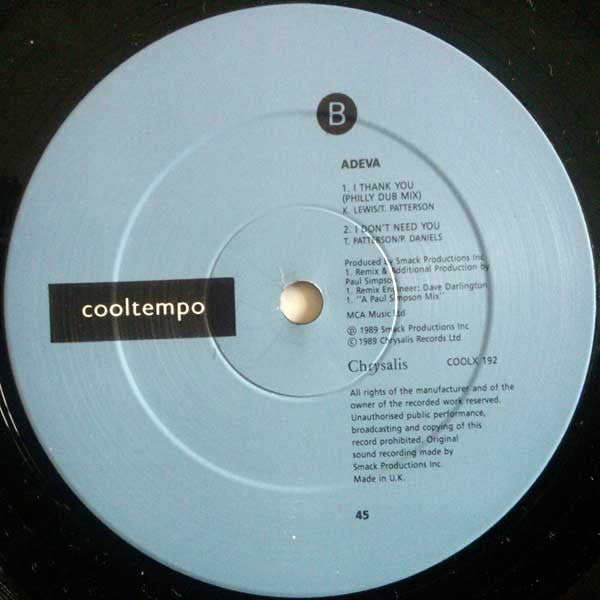 B
ADEVA
1. I THANK YOU
(PHILLY DUB MIX)
K. LEWIS/T. PATTERSON
2. I DON'T NEED YOU
T. PATTERSON/P. DANIELS
Produced by Smack Productions Inc
1. Remix & Additional Production by
Paul Simpson
1. Remix Engineer: Dave Darlington
1. "A Paul Simpson Mix"
MCA Music Ltd
℗ 1989 Smack Productions Inc
© 1989 Chrysalis Records Ltd
cooltempo
Chrysalis COOLX 192
All rights of the manufacturer and of the
owner of the recorded work reserved.
Unauthorised public performance,
broadcasting and copying of this
record prohibited. Original
sound recording made by
Smack Productions Inc.
Made in U.K.
45